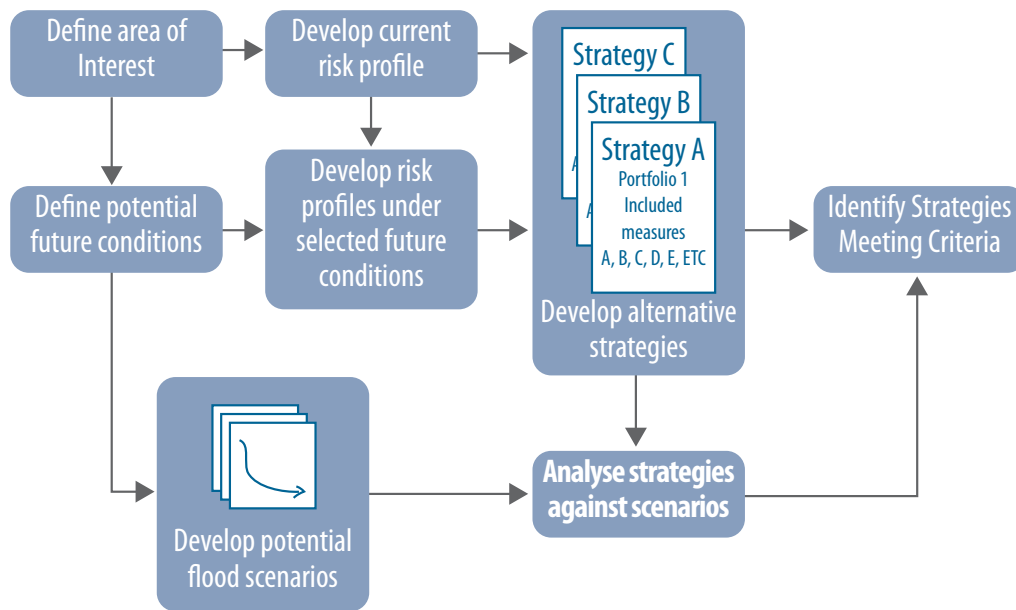 Define area of
Interest
Develop current
risk profile
Strategy C
A
Strategy B
A
Strategy A
Portfolio 1
Included
measures
A, B, C, D, E, ETC
Develop alternative
strategies
Define potential
future conditions
Develop risk
profiles under
selected future
conditions
Identify Strategies
Meeting Criteria
Develop potential
flood scenarios
Analyse strategies
against scenarios